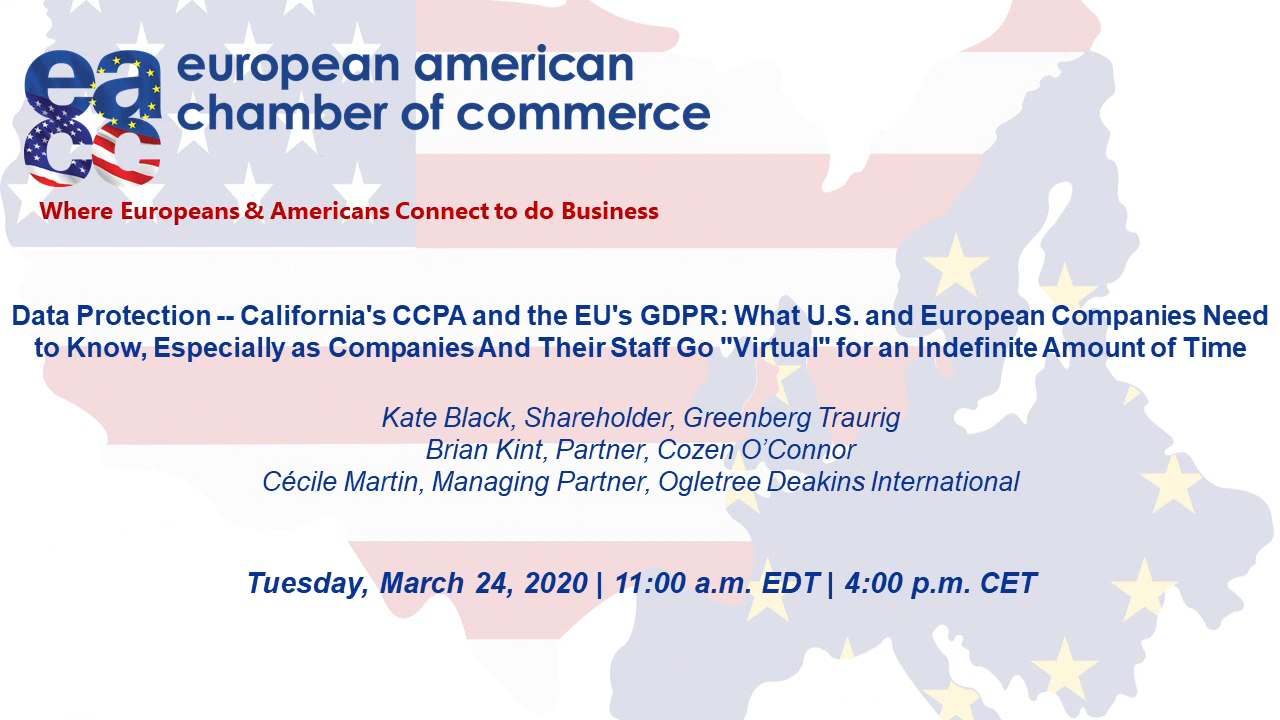 ea
cc
european american
chamber of commerce
Where Europeans & Americans Connect to do Business
Data Protection -- California's CCPA and the EU's GDPR: What U.S. and European Companies Need
to Know, Especially as Companies And Their Staff Go "Virtual" for an Indefinite Amount of Time
Kate Black, Shareholder, Greenberg Traurig
Brian Kint, Partner, Cozen O’Connor
Cécile Martin, Managing Partner, Ogletree Deakins International
Tuesday, March 24, 2020 | 11:00 a.m. EDT | 4:00 p.m. CET